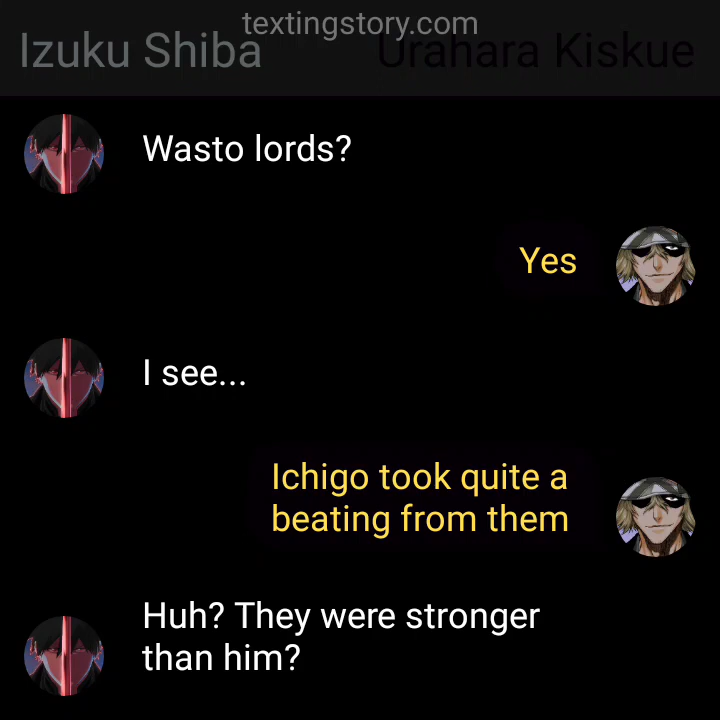 textingstory.com
Izuku Shiba
Urahara Kiskue
Wasto lords?
Yes
I see...
Ichigo took quite a
beating from them
Huh? They were stronger
than him?